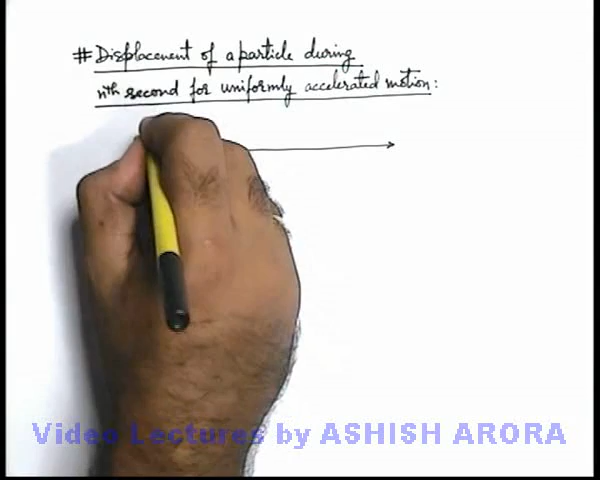 # Displacement of a particle during
nth second for uniformly accelerated motion:
Video Lectures by ASHISH ARORA